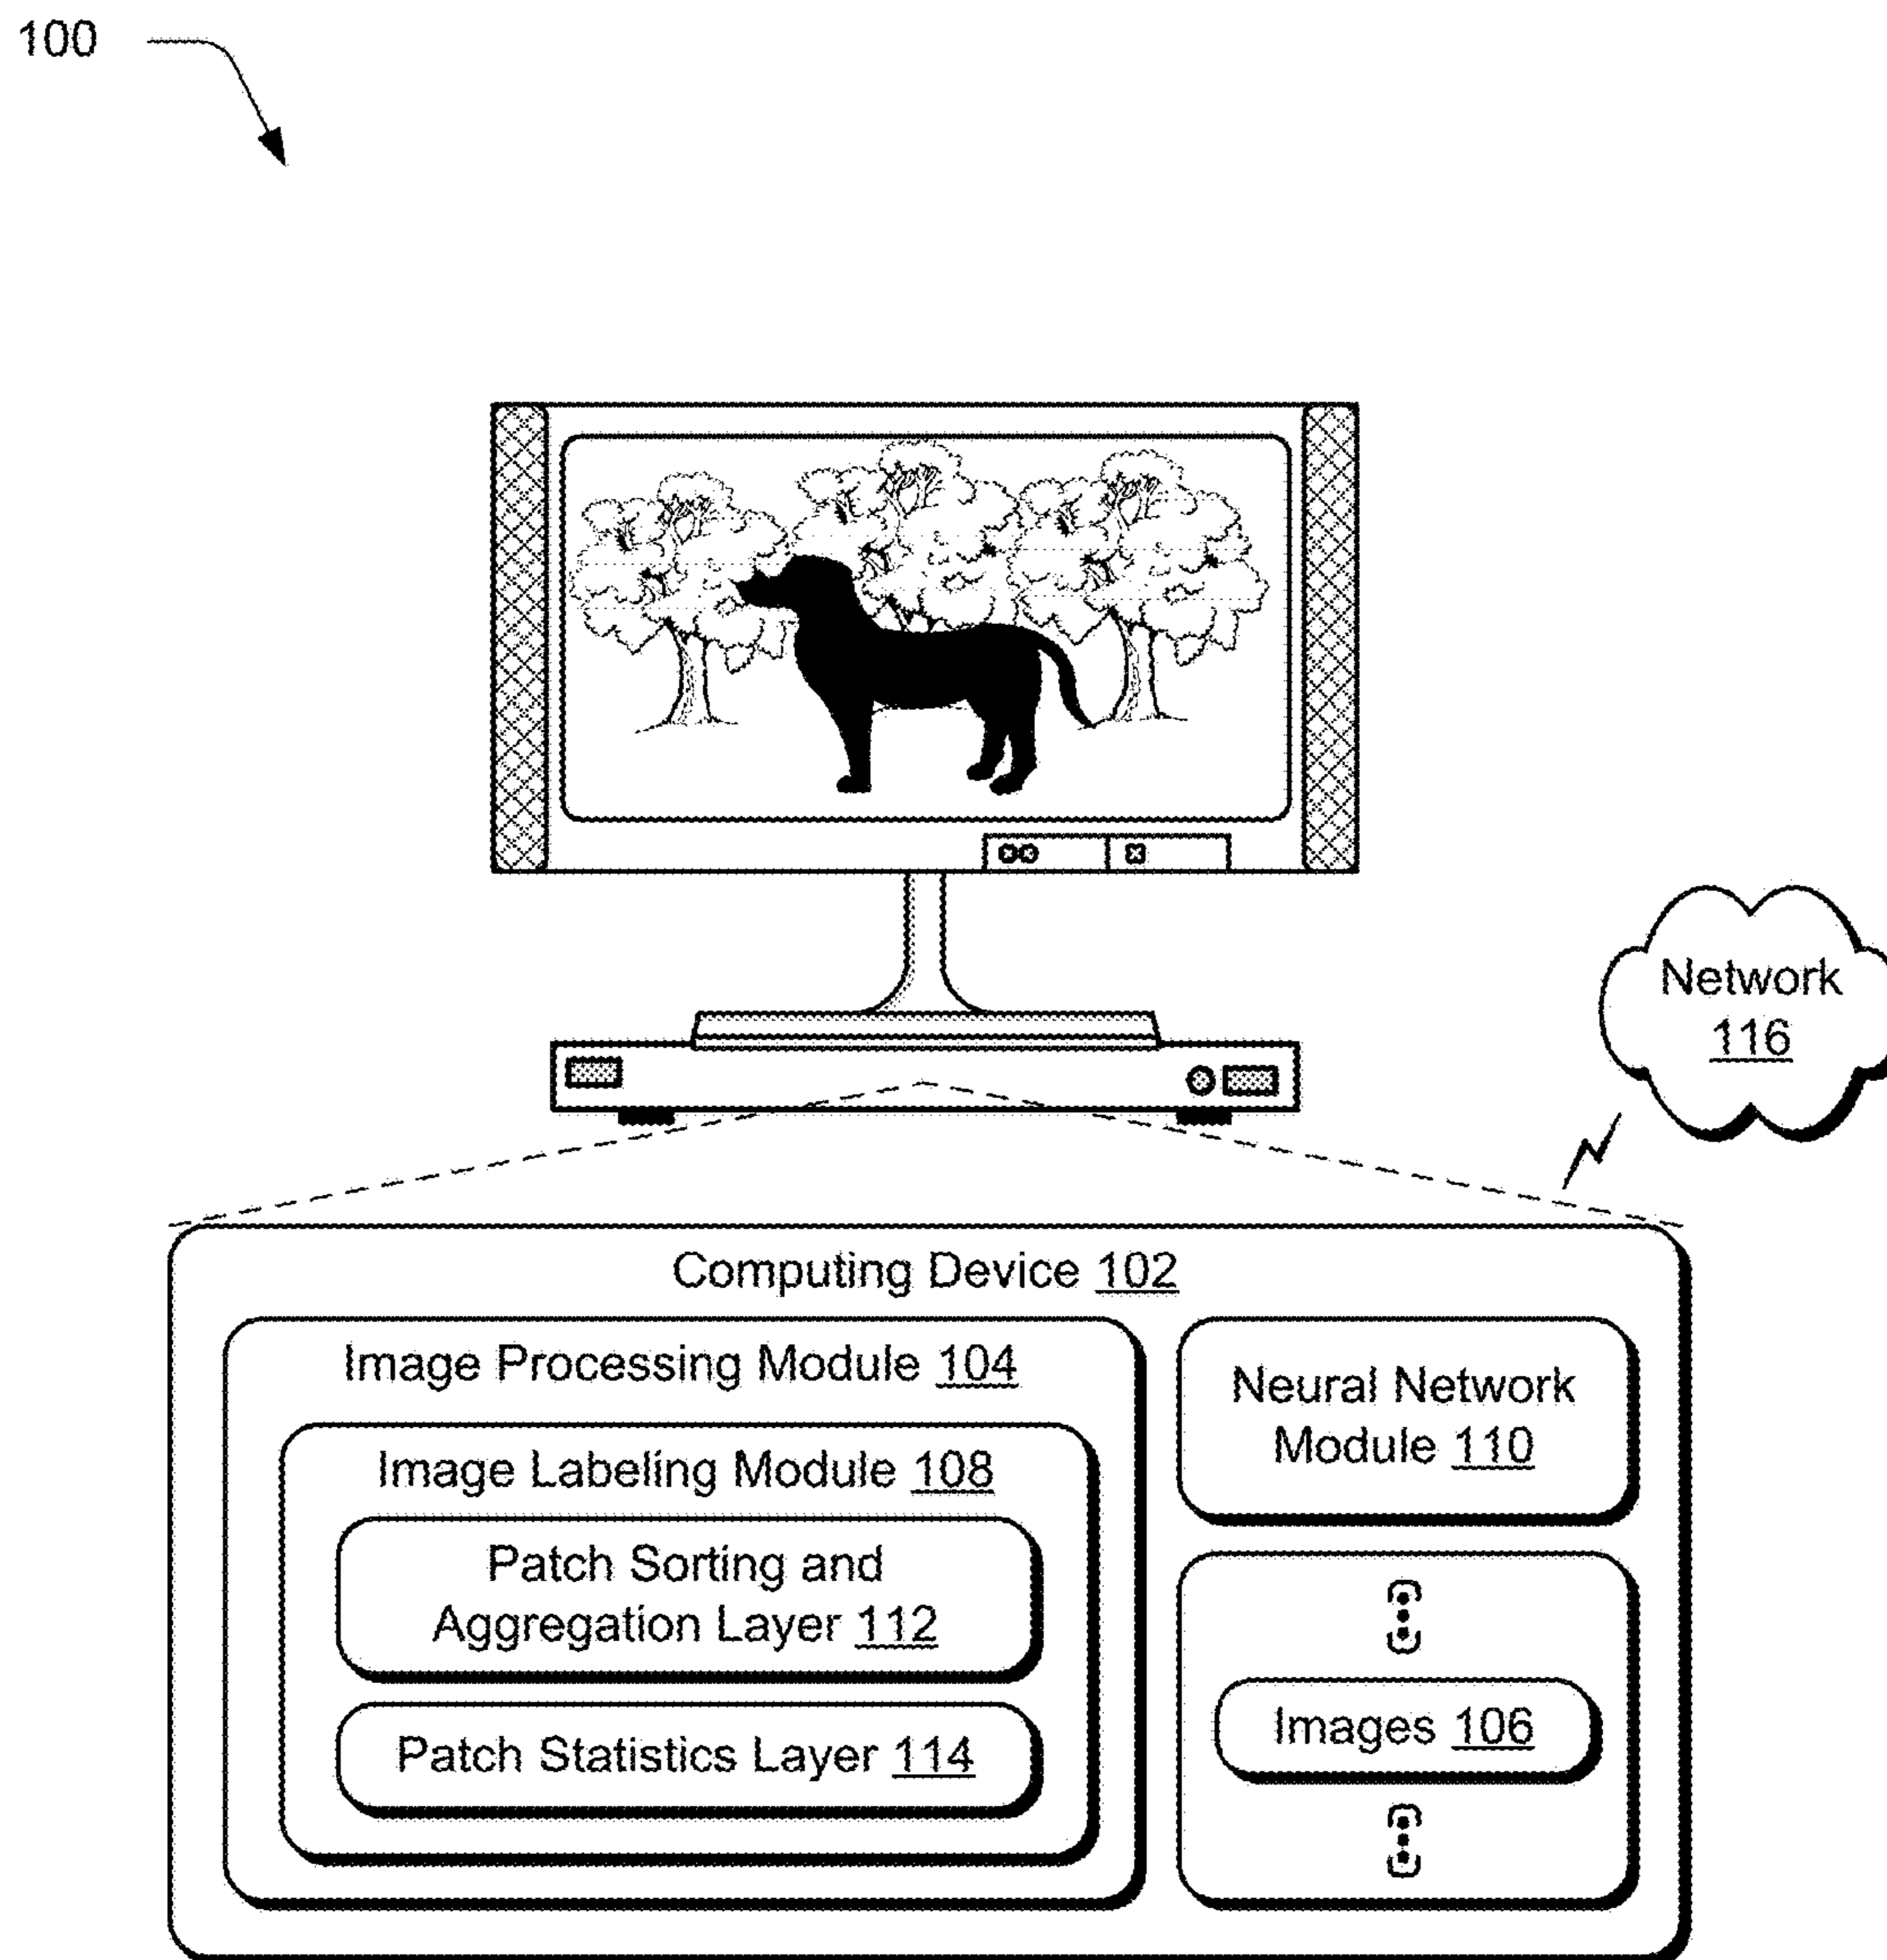 100
Network
116
Computing Device 102
Image Processing Module 104
Image Labeling Module 108
Patch Sorting and
Aggregation Layer 112
Patch Statistics Layer 114
Neural Network
Module 110
Images 106